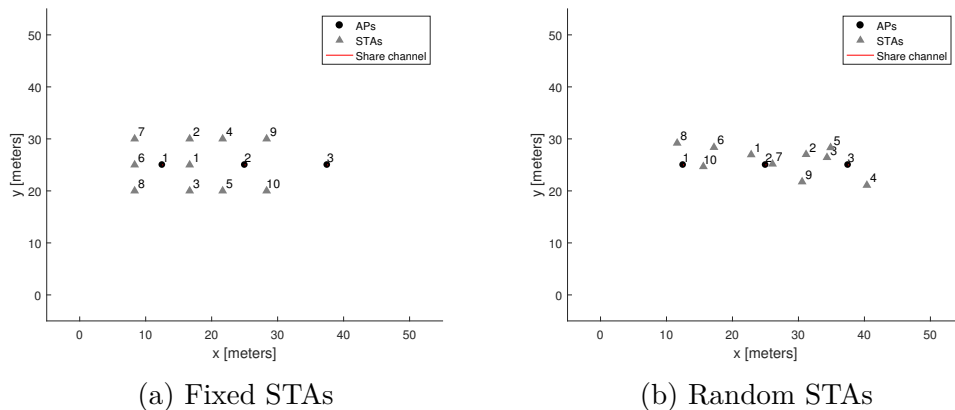 50
40
30
20
10
0
y [meters]
0 10 20 30 40 50
x [meters]
APs
STAs
Share channel
7 2 4 9
6 1 1 2 3
8 3 5 10
(a) Fixed STAs
50
40
30
20
10
0
y [meters]
0 10 20 30 40 50
x [meters]
APs
STAs
Share channel
8 6 1 2 5
1 10 2 7 3 3
9 4
(b) Random STAs